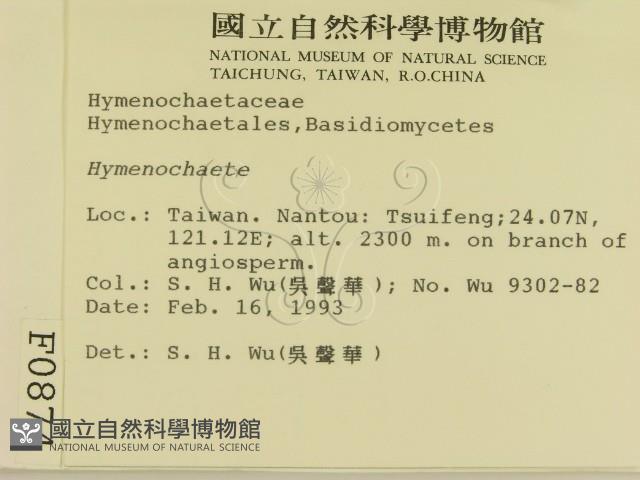 國立自然科學博物館
NATIONAL MUSEUM OF NATURAL SCIENCE
TAICHUNG, TAIWAN, R.O.CHINA
Hymenochaetaceae
Hymenochaetales,Basidiomycetes
Hymenochaete
Loc.: Taiwan. Nantou: Tsuifeng;24.07N,
121.12E; alt. 2300 m. on branch of
angiosperm.
Col.: S. H. Wu(吳聲華); No. Wu 9302-82
Date: Feb. 16, 1993
Det.: S. H. Wu(吳聲華)
國立自然科學博物館
NATIONAL MUSEUM OF NATURAL SCIENCE